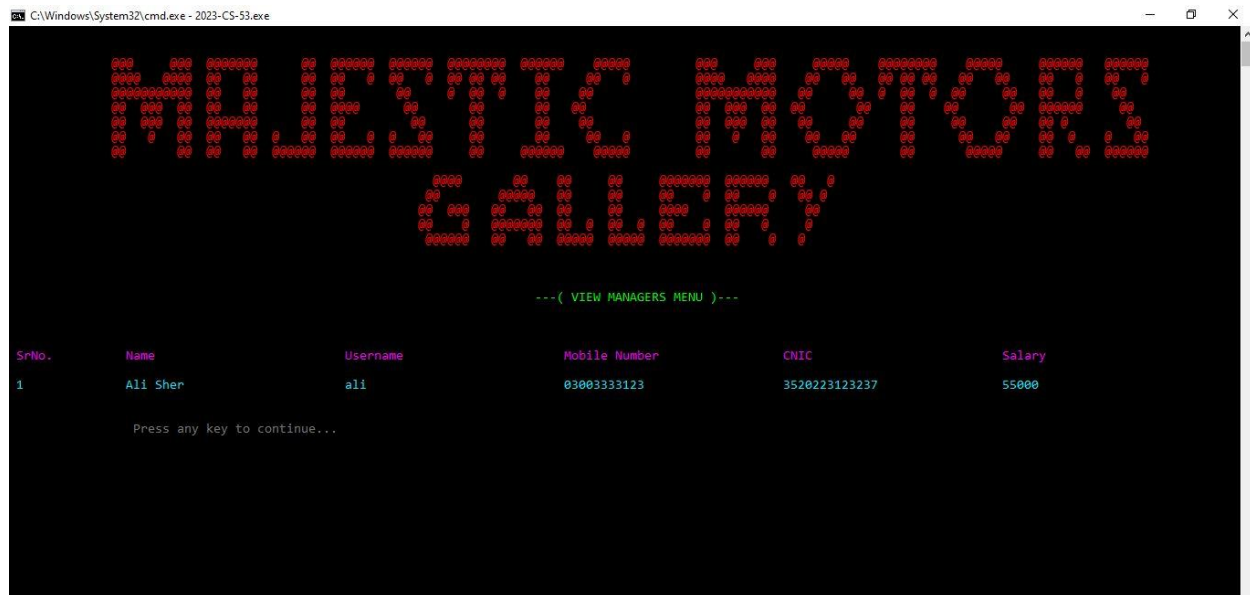 C:\Windows\System32\cmd.exe - 2023-CS-53.exe
MAJESTIC MOTORS
GALLERY
---( VIEW MANAGERS MENU )---
SrNo. Name Username Mobile Number CNIC Salary
1 Ali Sher ali 03003333123 3520223123237 55000
Press any key to continue...